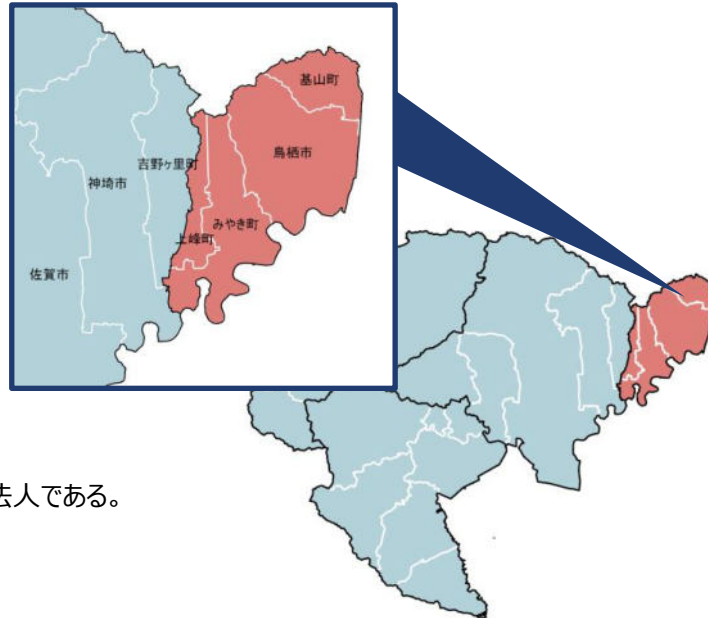 基山町
鳥栖市
吉野ヶ里町
神埼市
みやき町
上峰町
佐賀市
法人である。